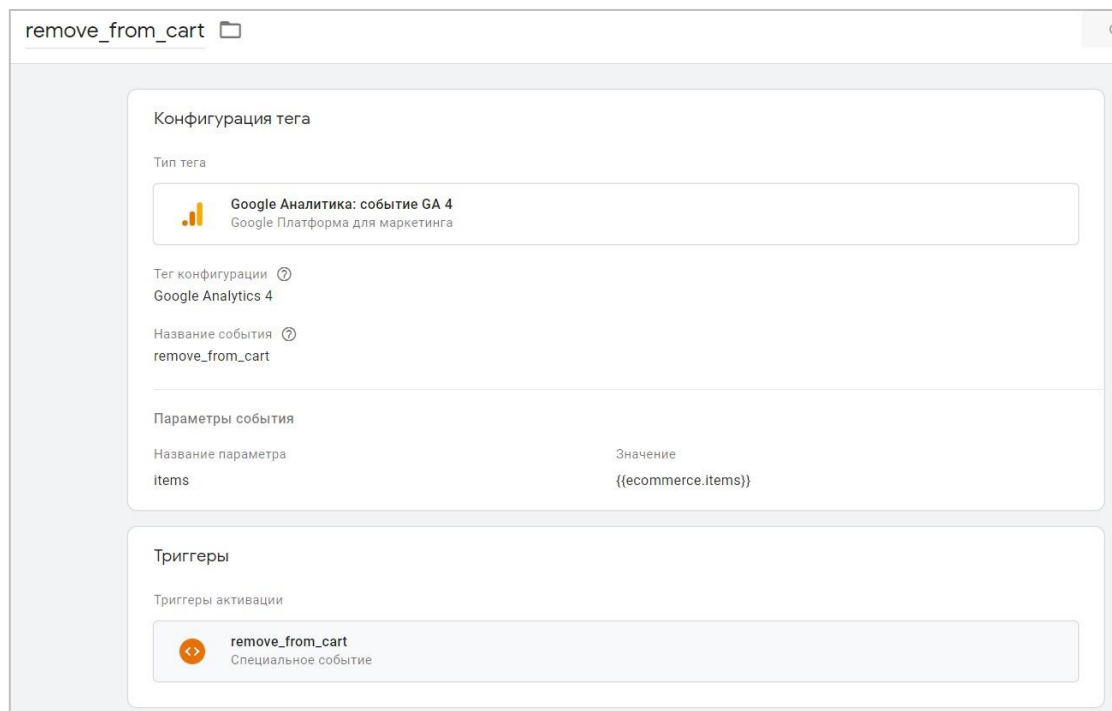 remove_from_cart
Конфигурация тега
Тип тега
Google Аналитика: событие GA 4
Google Платформа для маркетинга
Тег конфигурации
Google Analytics 4
Название события
remove_from_cart
Параметры события
Название параметра Значение
items {{ecommerce.items}}
Триггеры
Триггеры активации
remove_from_cart
Специальное событие